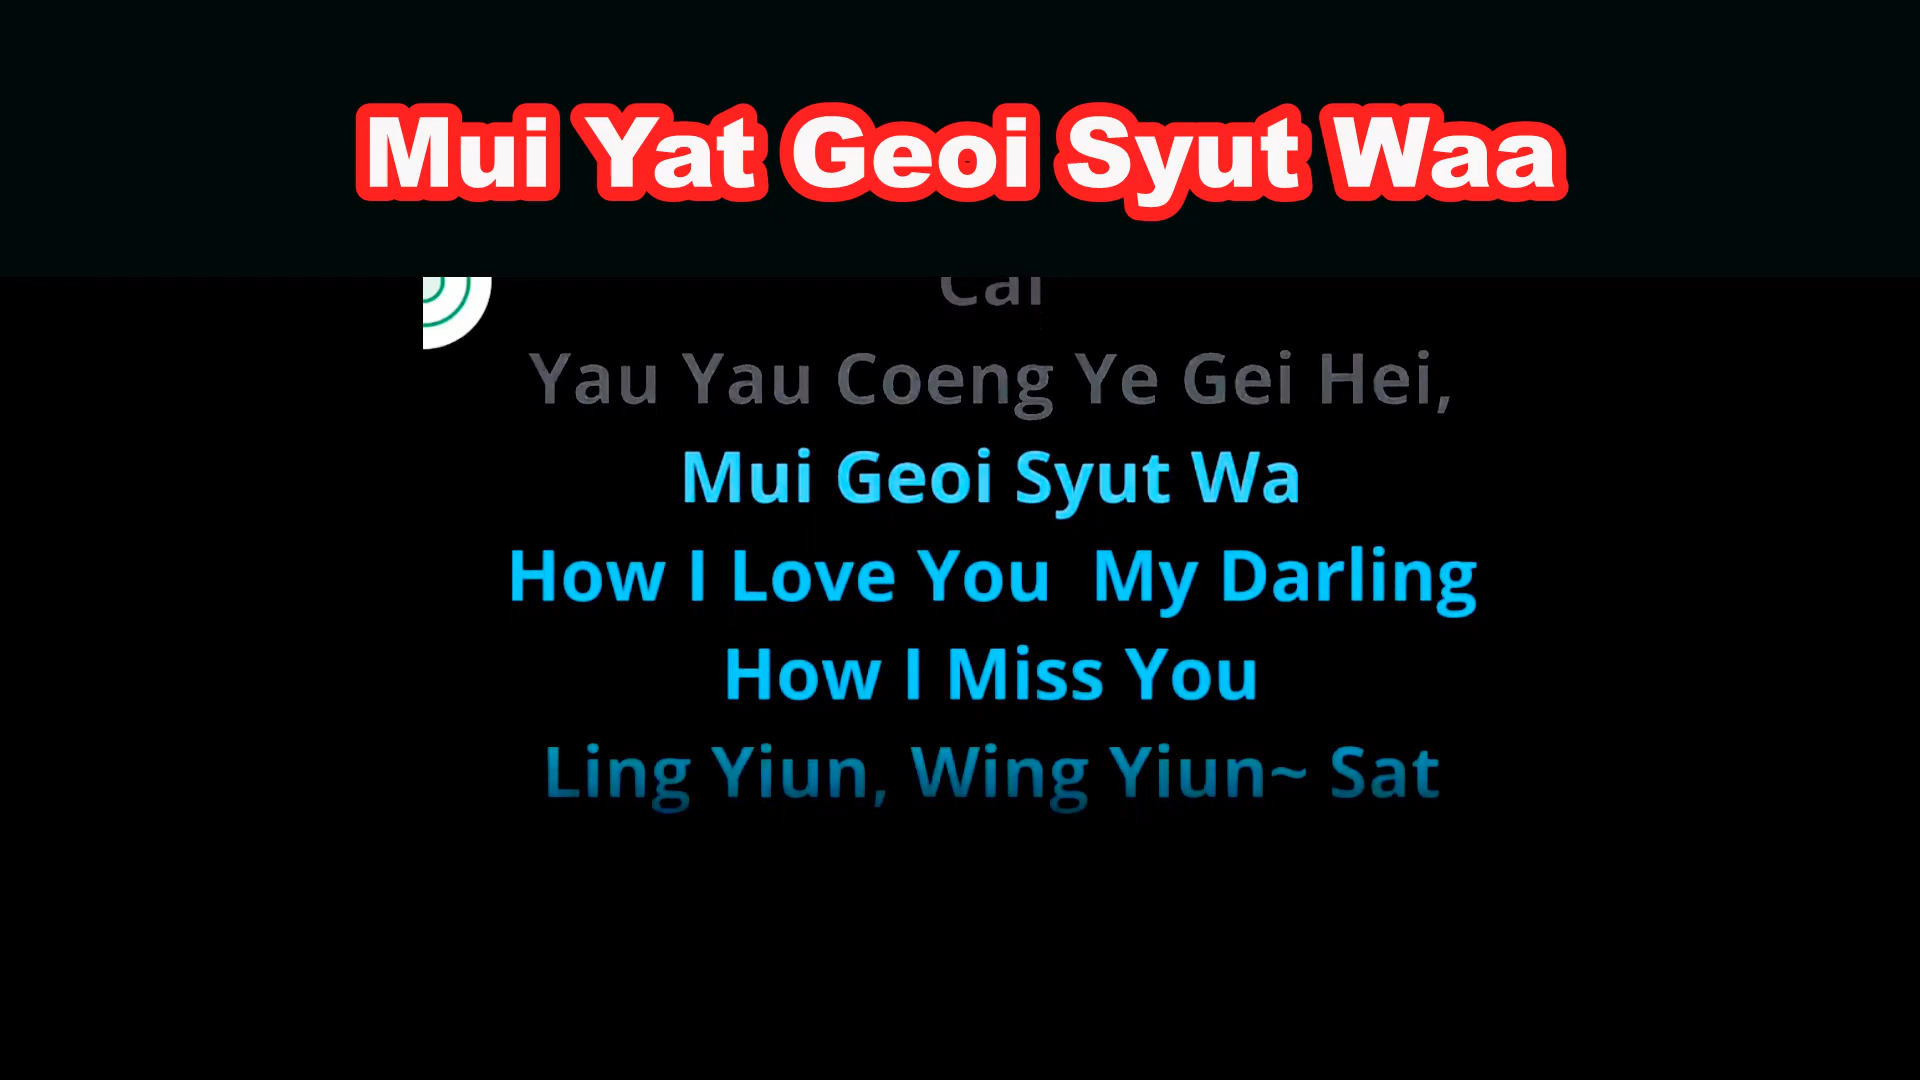 Mui Yat Geoi Syut Waa
Cai
Yau Yau Coeng Ye Gei Hei,
Mui Geoi Syut Wa
How I Love You  My Darling
How I Miss You
Ling Yiun, Wing Yiun~ Sat